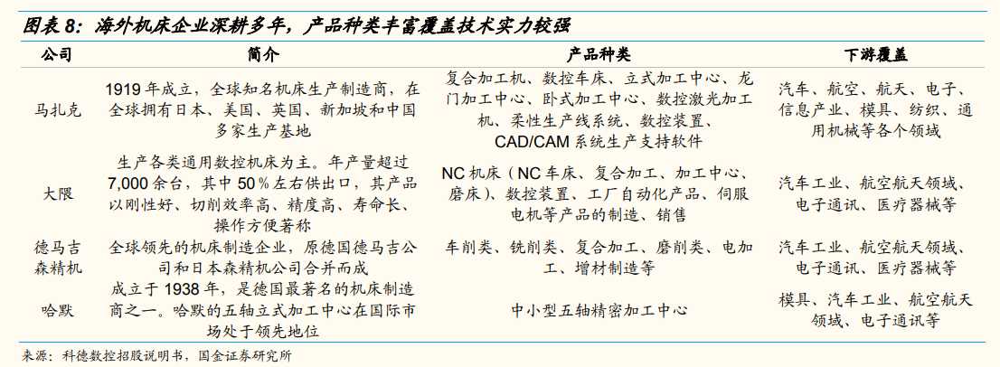 图表 8：海外机床企业深耕多年，产品种类丰富覆盖技术实力较强
公司 简介 产品种类 下游覆盖
马扎克
1919 年成立，全球知名机床生产制造商，在
全球拥有日本、美国、英国、新加坡和中国
多家生产基地
复合加工机、数控车床、立式加工中心、龙
门加工中心、卧式加工中心、数控激光加工
机、柔性生产线系统、数控装置、
CAD/CAM 系统生产支持软件
汽车、航空、航天、电子、
信息产业、模具、纺织、通
用机械等各个领域
大隈
生产各类通用数控机床为主。年产量超过
7,000 余台，其中 50％左右供出口，其产品
以刚性好、切削效率高、精度高、寿命长、
操作方便著称
NC 机床（NC 车床、复合加工、加工中心、
磨床）、数控装置、工厂自动化产品、伺服
电机等产品的制造、销售
汽车工业、航空航天领域、
电子通讯、医疗器械等
德马吉
森精机
全球领先的机床制造企业，原德国德马吉公
司和日本森精机公司合并而成
车削类、铣削类、复合加工、磨削类、电加
工、增材制造等
汽车工业、航空航天领域、
电子通讯、医疗器械等
哈默
成立于 1938 年，是德国最著名的机床制造
商之一。哈默的五轴立式加工中心在国际市
场处于领先地位
中小型五轴精密加工中心
模具、汽车工业、航空航天
领域、电子通讯等
来源：科德数控招股说明书，国金证券研究所